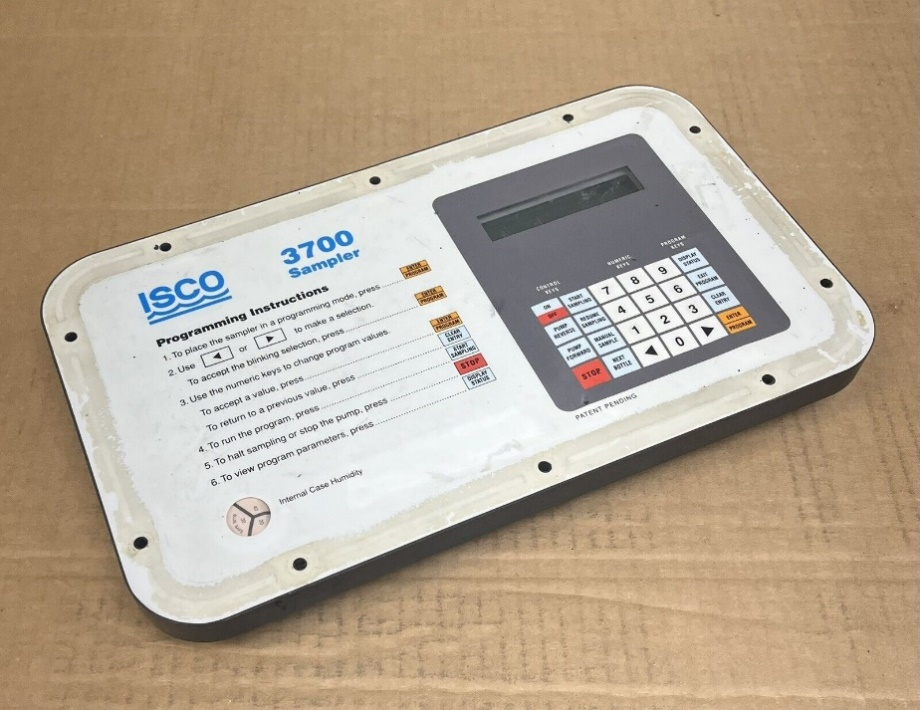 ISCO
3700
Sampler
Programming Instructions
1. To place the sampler in a programming mode, press ENTER PROGRAM
2. Use ◄ or ► to make a selection.
To accept the blinking selection, press ENTER PROGRAM
3. Use the numeric keys to change program values.
To accept a value, press ENTER PROGRAM
To return to a previous value, press CLEAR ENTRY
4. To run the program, press START SAMPLING
5. To halt sampling or stop the pump, press STOP
6. To view program parameters, press DISPLAY STATUS
Internal Case Humidity
CONTROL KEYS
NUMERIC KEYS
PROGRAM KEYS
ON
OFF
START SAMPLING
7
8
9
DISPLAY STATUS
PUMP REVERSE
RESUME SAMPLING
4
5
6
EXIT PROGRAM
PUMP FORWARD
MANUAL SAMPLE
1
2
3
CLEAR ENTRY
STOP
NEXT BOTTLE
◄
0
►
ENTER PROGRAM
PATENT PENDING